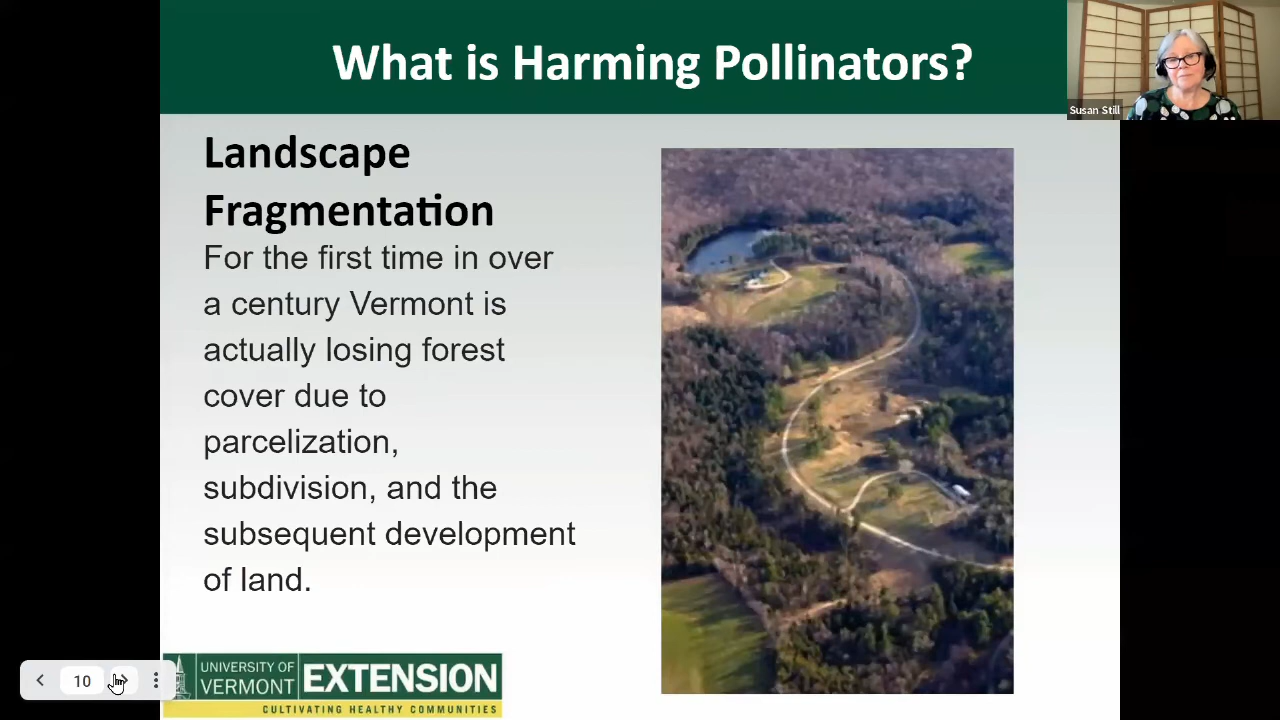 What is Harming Pollinators?
Susan Still
Landscape
Fragmentation
For the first time in over
a century Vermont is
actually losing forest
cover due to
parcelization,
subdivision, and the
subsequent development
of land.
10
UNIVERSITY OF
VERMONT
EXTENSION
CULTIVATING HEALTHY COMMUNITIES